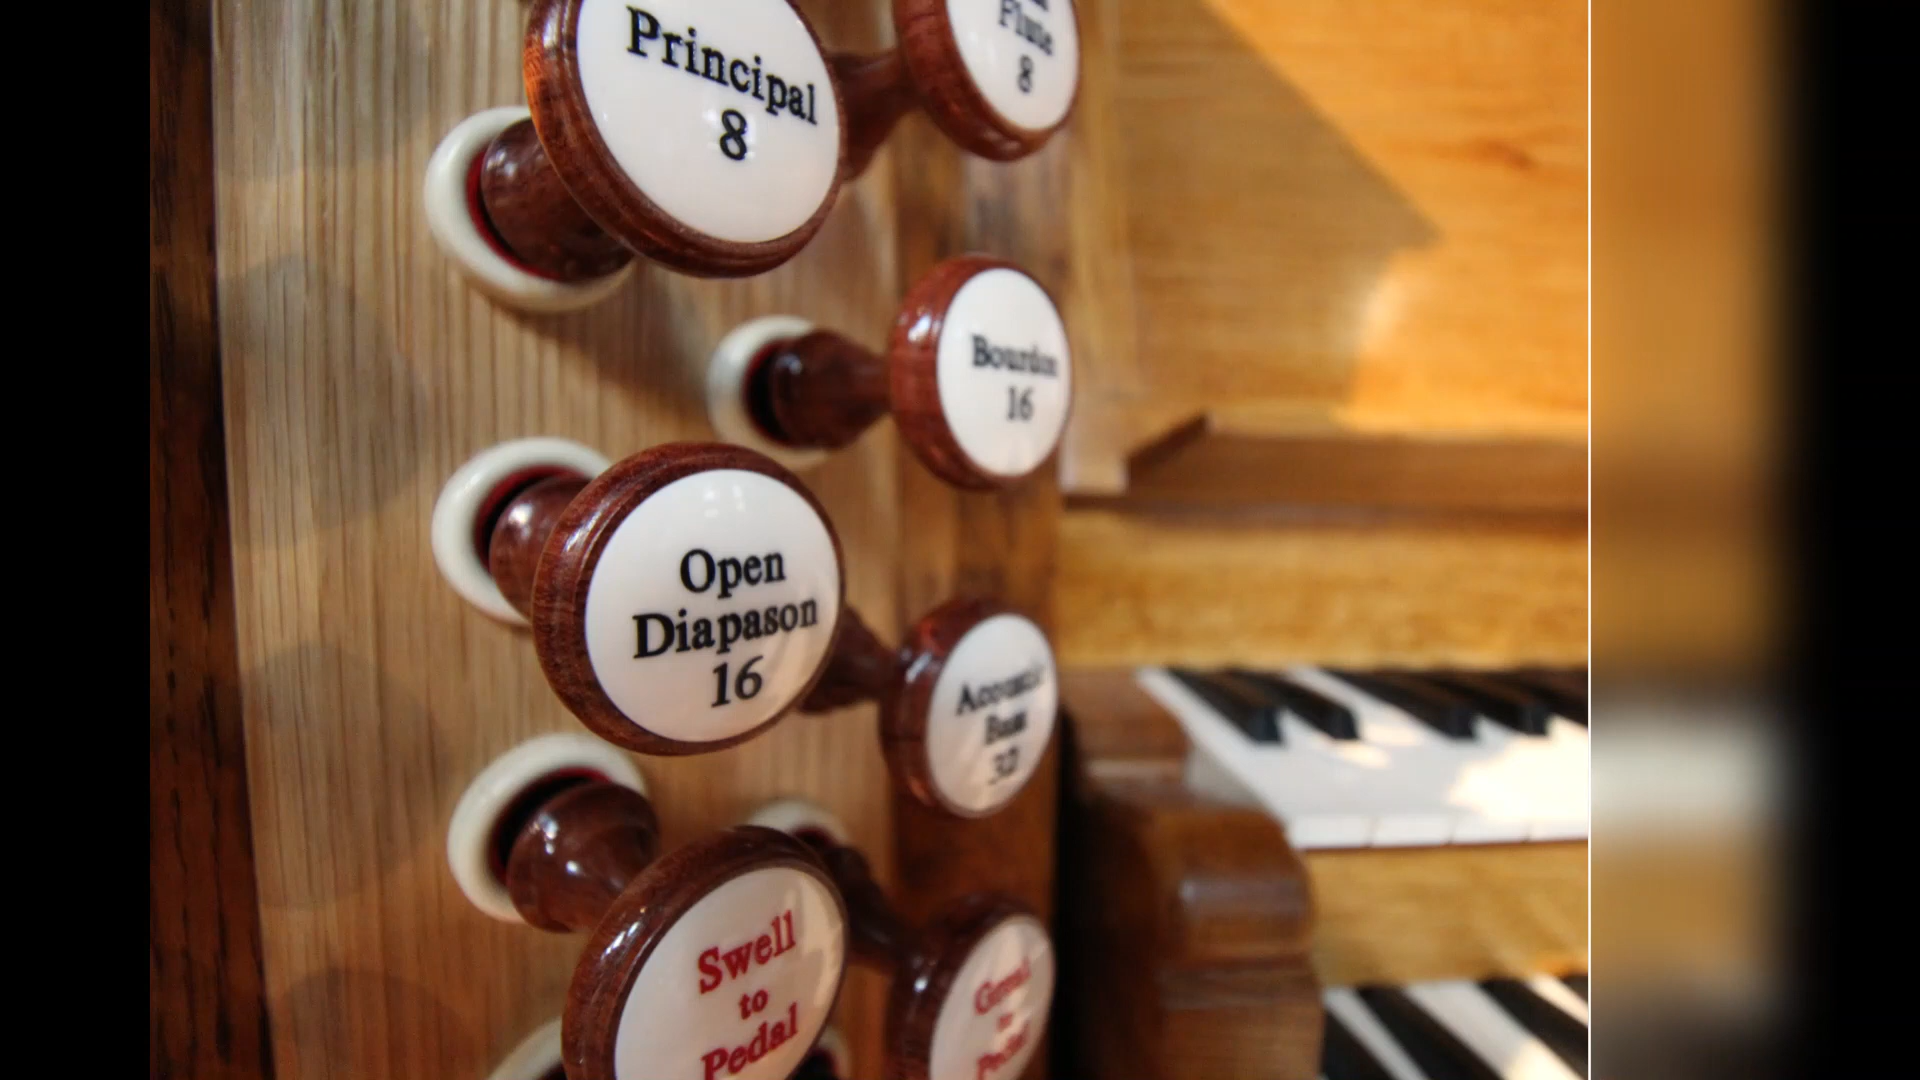 Principal
8
Flute
8
Bourdon
16
Open
Diapason
16
Acoustic
Bass
32
Swell
to
Pedal
Great
to
Pedal